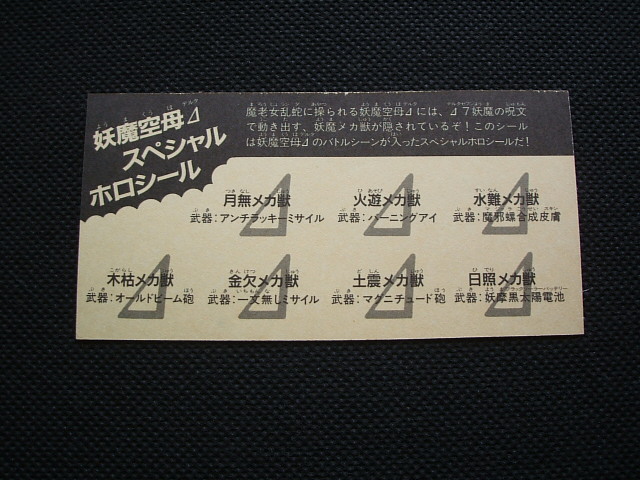 妖魔空母⊿
スペシャル
ホロシール
魔老女乱蛇に操られる妖魔空母⊿には、⊿7妖魔の呪文
で動き出す、妖魔メカ獣が隠されているぞ！このシール
は妖魔空母⊿のバトルシーンが入ったスペシャルホロシールだ！
月無メカ獣
武器：アンチラッキーミサイル
火遊メカ獣
武器：バーニングアイ
水難メカ獣
武器：魔邪螺合成皮膚
木枯メカ獣
武器：オールドビーム砲
金欠メカ獣
武器：一文無しミサイル
土震メカ獣
武器：マグニチュード砲
日照メカ獣
武器：妖摩黒太陽電池